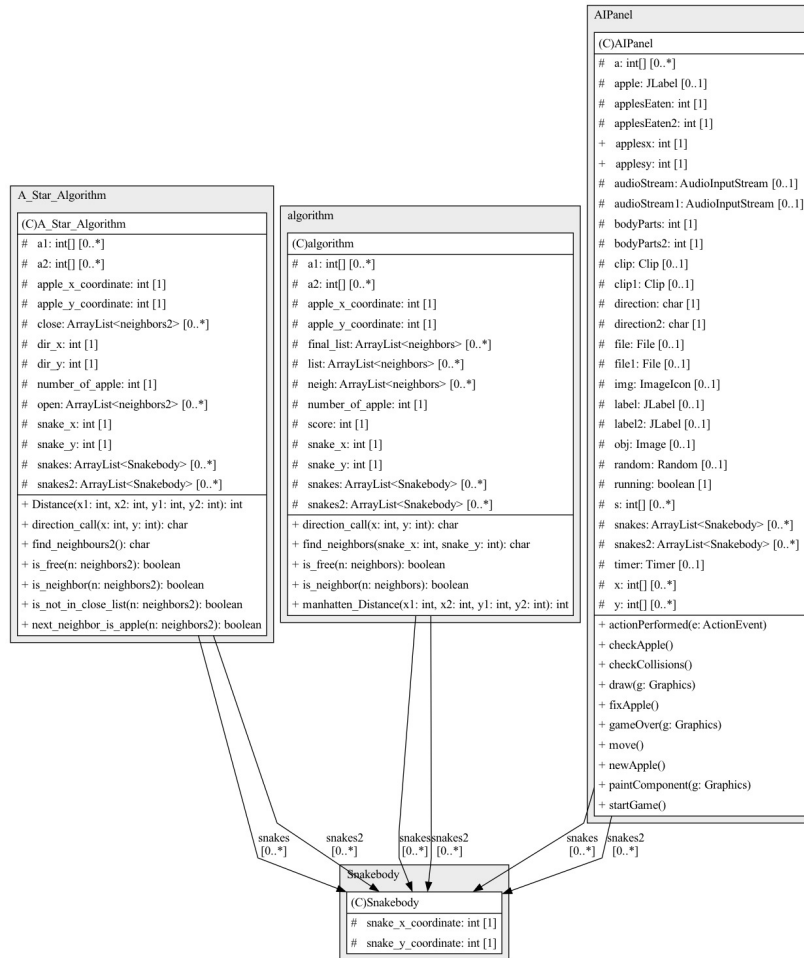 AIPanel
(C)AIPanel
# a: int[] [0..*]
# apple: JLabel [0..1]
# applesEaten: int [1]
# applesEaten2: int [1]
+ applesx: int [1]
+ applesy: int [1]
# audioStream: AudioInputStream [0..1]
# audioStream1: AudioInputStream [0..1]
# bodyParts: int [1]
# bodyParts2: int [1]
# clip: Clip [0..1]
# clip1: Clip [0..1]
# direction: char [1]
# direction2: char [1]
# file: File [0..1]
# file1: File [0..1]
# img: ImageIcon [0..1]
# label: JLabel [0..1]
# label2: JLabel [0..1]
# obj: Image [0..1]
# random: Random [0..1]
# running: boolean [1]
# s: int[] [0..*]
# snakes: ArrayList<Snakebody> [0..*]
# snakes2: ArrayList<Snakebody> [0..*]
# timer: Timer [0..1]
# x: int[] [0..*]
# y: int[] [0..*]
+ actionPerformed(e: ActionEvent)
+ checkApple()
+ checkCollisions()
+ draw(g: Graphics)
+ fixApple()
+ gameOver(g: Graphics)
+ move()
+ newApple()
+ paintComponent(g: Graphics)
+ startGame()
A_Star_Algorithm
(C)A_Star_Algorithm
# a1: int[] [0..*]
# a2: int[] [0..*]
# apple_x_coordinate: int [1]
# apple_y_coordinate: int [1]
# close: ArrayList<neighbors2> [0..*]
# dir_x: int [1]
# dir_y: int [1]
# number_of_apple: int [1]
# open: ArrayList<neighbors2> [0..*]
# snake_x: int [1]
# snake_y: int [1]
# snakes: ArrayList<Snakebody> [0..*]
# snakes2: ArrayList<Snakebody> [0..*]
+ Distance(x1: int, x2: int, y1: int, y2: int): int
+ direction_call(x: int, y: int): char
+ find_neighbours2(): char
+ is_free(n: neighbors2): boolean
+ is_neighbor(n: neighbors2): boolean
+ is_not_in_close_list(n: neighbors2): boolean
+ next_neighbor_is_apple(n: neighbors2): boolean
algorithm
(C)algorithm
# a1: int[] [0..*]
# a2: int[] [0..*]
# apple_x_coordinate: int [1]
# apple_y_coordinate: int [1]
# final_list: ArrayList<neighbors> [0..*]
# list: ArrayList<neighbors> [0..*]
# neigh: ArrayList<neighbors> [0..*]
# number_of_apple: int [1]
# score: int [1]
# snake_x: int [1]
# snake_y: int [1]
# snakes: ArrayList<Snakebody> [0..*]
# snakes2: ArrayList<Snakebody> [0..*]
+ direction_call(x: int, y: int): char
+ find_neighbors(snake_x: int, snake_y: int): char
+ is_free(n: neighbors): boolean
+ is_neighbor(n: neighbors): boolean
+ manhatten_Distance(x1: int, x2: int, y1: int, y2: int): int
snakes
[0..*]
snakes2
[0..*]
snakes
[0..*]
snakes2
[0..*]
snakes
[0..*]
snakes2
[0..*]
Snakebody
(C)Snakebody
# snake_x_coordinate: int [1]
# snake_y_coordinate: int [1]